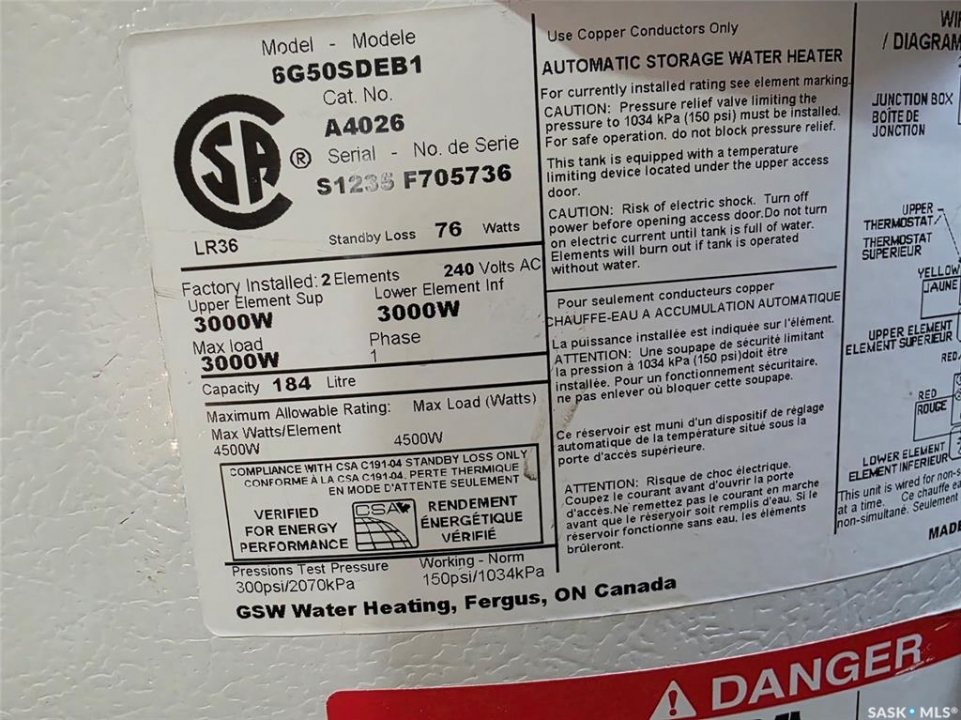 Model - Modele
6G50SDEB1
Cat. No.
A4026
CSA
®
Serial - No. de Serie
S1235 F705736
LR36
Standby Loss 76 Watts
Factory Installed: 2 Elements 240 Volts AC
Upper Element Sup Lower Element Inf
3000W 3000W
Max load Phase
3000W 1
Capacity 184 Litre
Maximum Allowable Rating: Max Load (Watts)
Max Watts/Element
4500W 4500W
COMPLIANCE WITH CSA C191-04 STANDBY LOSS ONLY
CONFORME À LA CSA C191-04. PERTE THERMIQUE
EN MODE D'ATTENTE SEULEMENT
VERIFIED
FOR ENERGY
PERFORMANCE
CSA
RENDEMENT
ÉNERGÉTIQUE
VÉRIFIÉ
Pressions Test Pressure Working - Norm
300psi/2070kPa 150psi/1034kPa
GSW Water Heating, Fergus, ON Canada
Use Copper Conductors Only
AUTOMATIC STORAGE WATER HEATER
For currently installed rating see element marking.
CAUTION: Pressure relief valve limiting the
pressure to 1034 kPa (150 psi) must be installed.
For safe operation. do not block pressure relief.
This tank is equipped with a temperature
limiting device located under the upper access
door.
CAUTION: Risk of electric shock. Turn off
power before opening access door.Do not turn
on electric current until tank is full of water.
Elements will burn out if tank is operated
without water.
Pour seulement conducteurs copper
CHAUFFE-EAU A ACCUMULATION AUTOMATIQUE
La puissance installée est indiquée sur l'élément.
ATTENTION: Une soupape de sécurité limitant
la pression à 1034 kPa (150 psi)doit être
installée. Pour un fonctionnement sécuritaire.
ne pas enlever où bloquer cette soupape.
Ce réservoir est muni d'un dispositif de réglage
automatique de la température situé sous la
porte d'accès supérieure.
ATTENTION: Risque de choc électrique.
Coupez le courant avant d'ouvrir la porte
d'accès.Ne remettez pas le courant en marche
avant que le réservoir soit remplis d'eau. Si le
réservoir fonctionne sans eau, les éléments
brûleront.
/ DIAGRAM
JUNCTION BOX
BOÎTE DE
JONCTION
UPPER
THERMOSTAT
THERMOSTAT
SUPERIEUR
YELLOW
JAUNE
UPPER ELEMENT
ELEMENT SUPERIEUR
RED
RED
ROUGE
LOWER ELEMENT
ELEMENT INFERIEUR
This unit is wired for non-s
at a time. Ce chauffe ea
non-simultané. Seulement
MADE
DANGER
SASK • MLS®